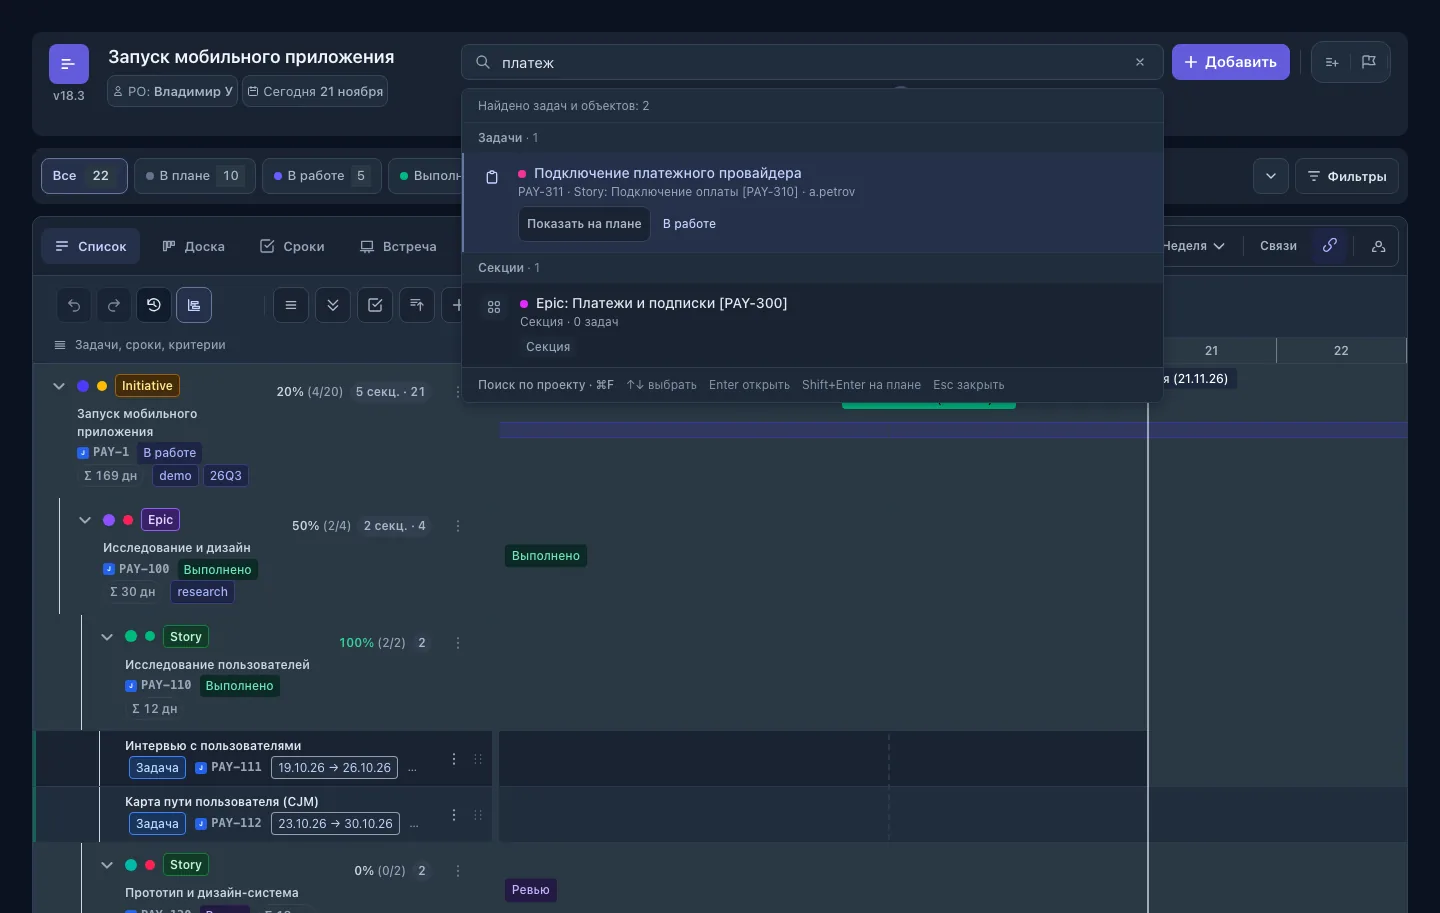 Запуск мобильного приложения
v18.3
PO: Владимир У
Сегодня 21 ноября
платеж
Добавить
Найдено задач и объектов: 2
Задачи · 1
Подключение платежного провайдера
PAY-311 · Story: Подключение оплаты [PAY-310] · a.petrov
Показать на плане
В работе
Секции · 1
Epic: Платежи и подписки [PAY-300]
Секция · 0 задач
Секция
Поиск по проекту · ⌘F ↑↓ выбрать Enter открыть Shift+Enter на плане Esc закрыть
Все 22
В плане 10
В работе 5
Выполн
Фильтры
Список
Доска
Сроки
Встреча
Неделя
Связи
Задачи, сроки, критерии
21
22
я (21.11.26)
Initiative
20% (4/20) 5 секц. · 21
Запуск мобильного
приложения
PAY-1 В работе
Σ 169 дн demo 26Q3
Epic
50% (2/4) 2 секц. · 4
Исследование и дизайн
PAY-100 Выполнено
Σ 30 дн research
Выполнено
Story
100% (2/2) 2
Исследование пользователей
PAY-110 Выполнено
Σ 12 дн
Интервью с пользователями
Задача PAY-111 19.10.26 → 26.10.26 ...
Карта пути пользователя (CJM)
Задача PAY-112 23.10.26 → 30.10.26 ...
Story
0% (0/2) 2
Прототип и дизайн-система
Ревью